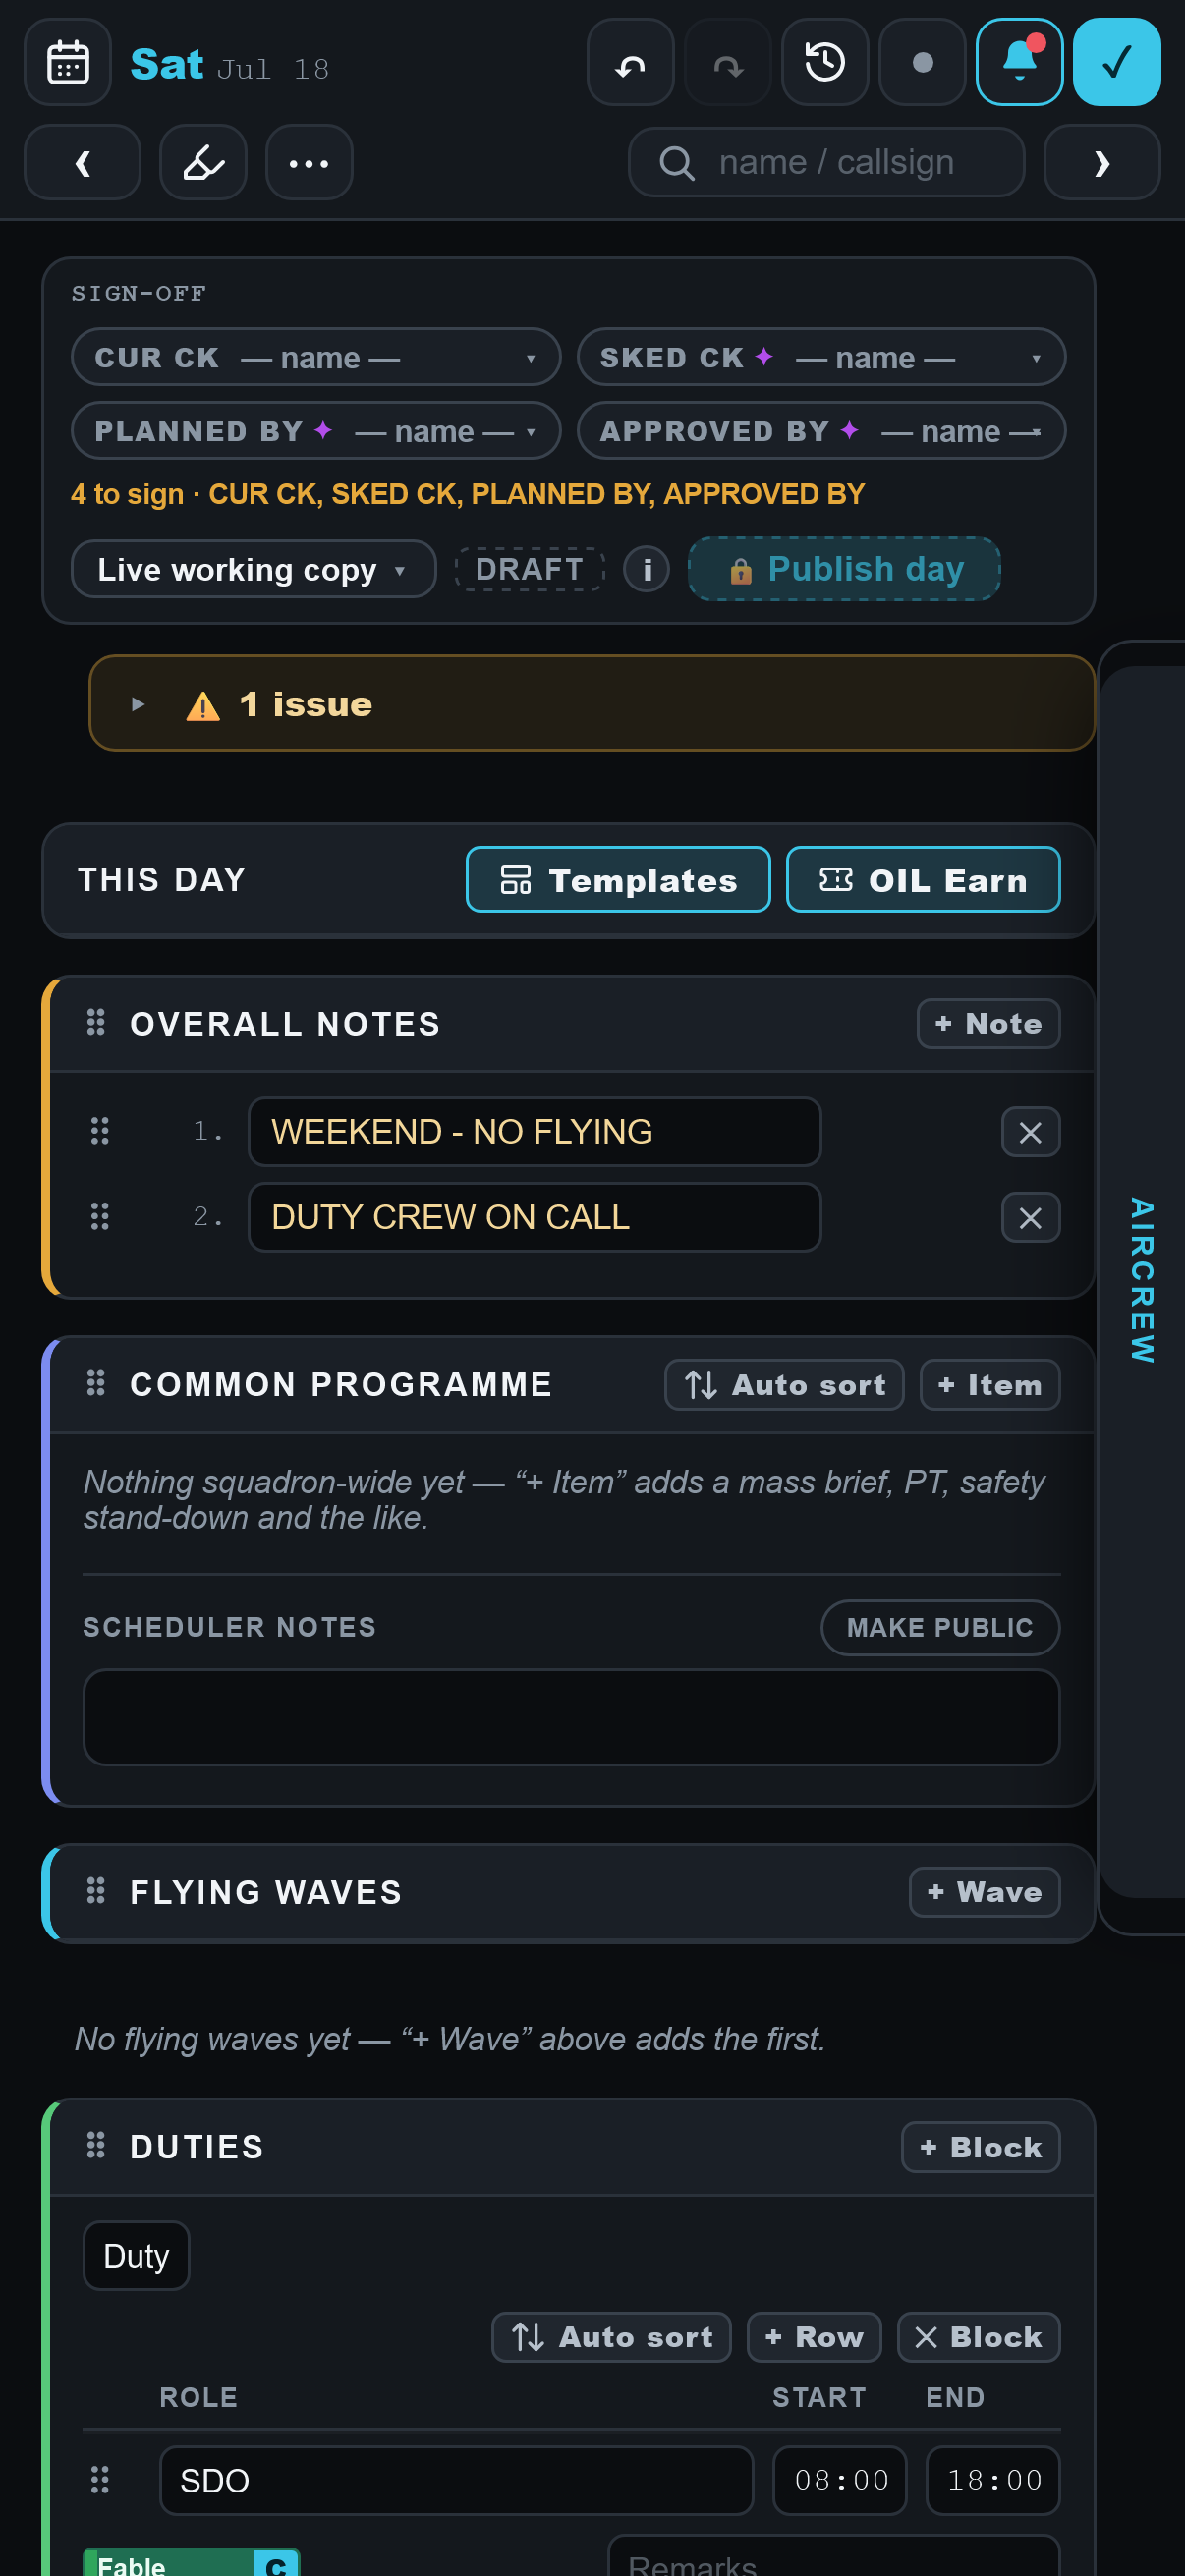 Sat Jul 18
name / callsign
SIGN-OFF
CUR CK — name —
SKED CK ✦ — name —
PLANNED BY ✦ — name —
APPROVED BY ✦ — name —
4 to sign · CUR CK, SKED CK, PLANNED BY, APPROVED BY
Live working copy
DRAFT
i
Publish day
1 issue
THIS DAY
Templates
OIL Earn
AIRCREW
OVERALL NOTES
+ Note
1. WEEKEND - NO FLYING
2. DUTY CREW ON CALL
COMMON PROGRAMME
Auto sort
+ Item
Nothing squadron-wide yet — “+ Item” adds a mass brief, PT, safety
stand-down and the like.
SCHEDULER NOTES
MAKE PUBLIC
FLYING WAVES
+ Wave
No flying waves yet — “+ Wave” above adds the first.
DUTIES
+ Block
Duty
Auto sort
+ Row
× Block
ROLE START END
SDO 08:00 18:00
Fable C
Remarks